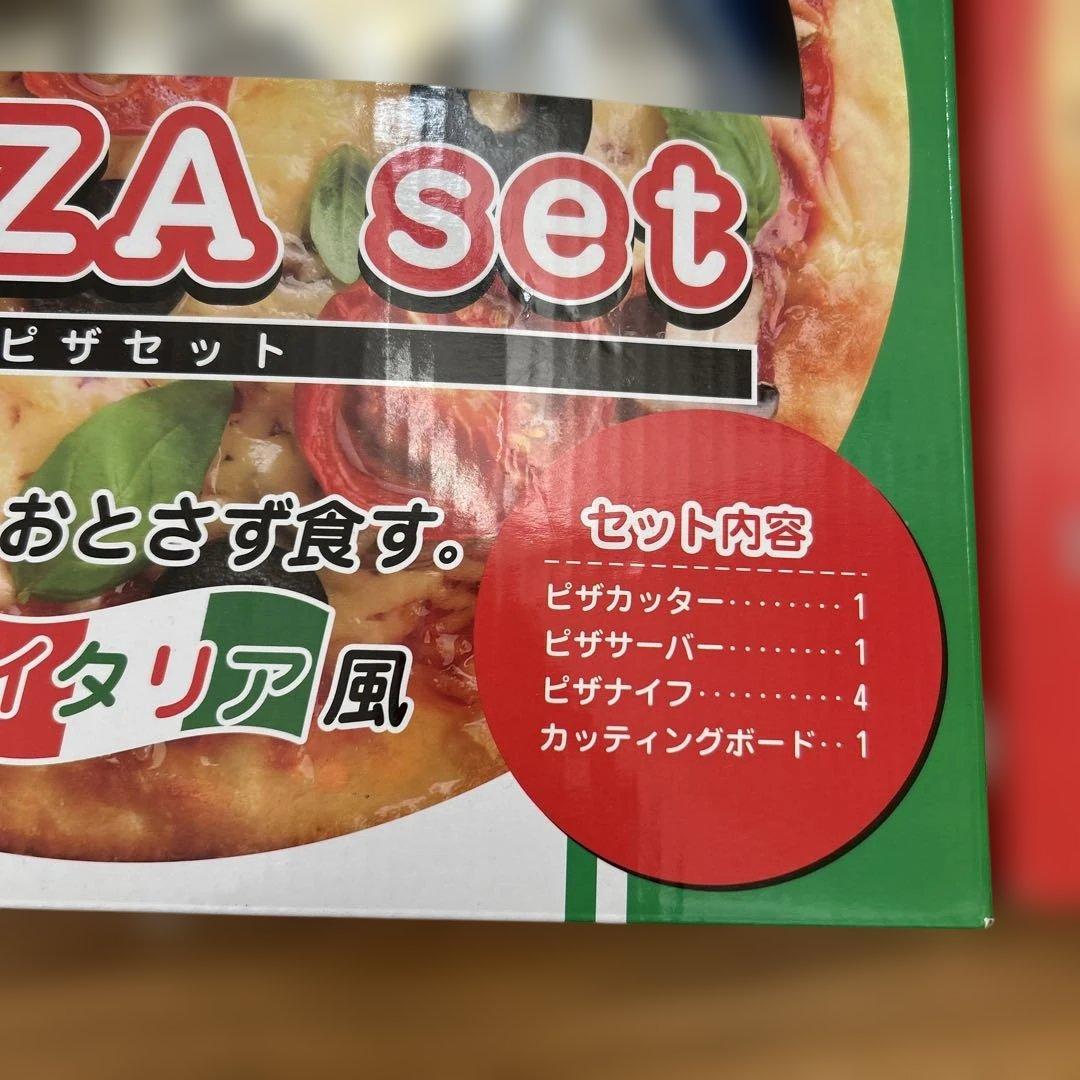 ZZA set
ピザセット
おとさず食す。
イタリア風
セット内容
ピザカッター········1
ピザサーバー········1
ピザナイフ··········4
カッティングボード··1